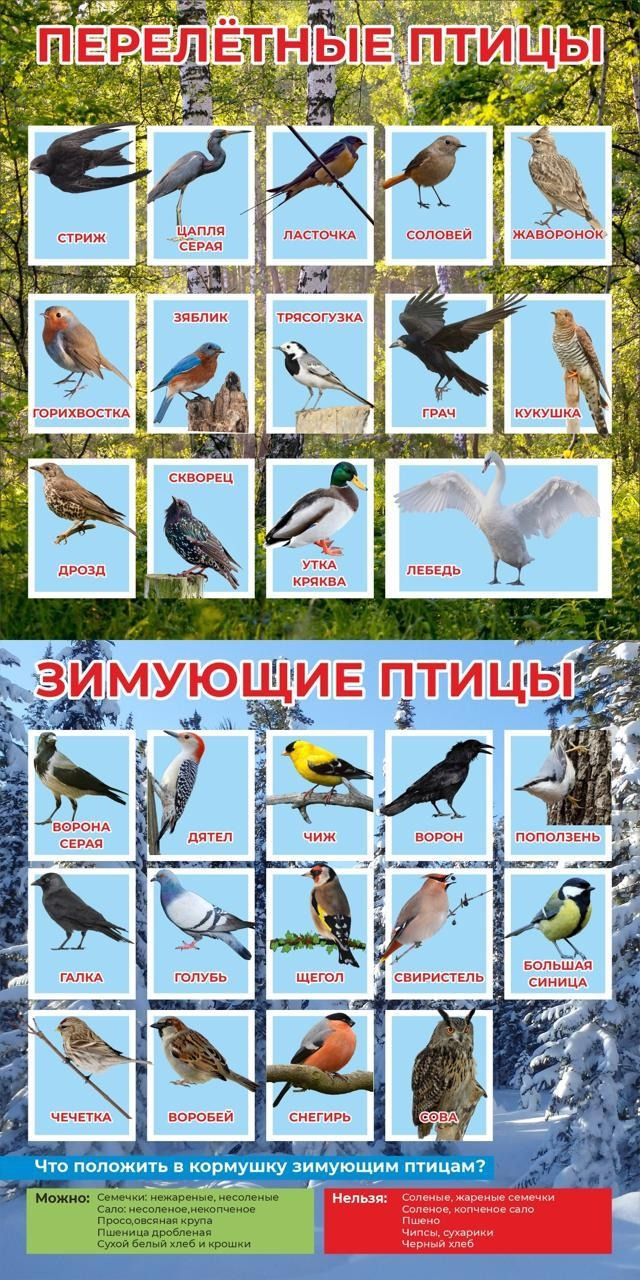 ПЕРЕЛЁТНЫЕ ПТИЦЫ
СТРИЖ
ЦАПЛЯ
СЕРАЯ
ЛАСТОЧКА
СОЛОВЕЙ
ЖАВОРОНОК
ГОРИХВОСТКА
ЗЯБЛИК
ТРЯСОГУЗКА
ГРАЧ
КУКУШКА
ДРОЗД
СКВОРЕЦ
УТКА
КРЯКВА
ЛЕБЕДЬ
ЗИМУЮЩИЕ ПТИЦЫ
ВОРОНА
СЕРАЯ
ДЯТЕЛ
ЧИЖ
ВОРОН
ПОПОЛЗЕНЬ
ГАЛКА
ГОЛУБЬ
ЩЕГОЛ
СВИРИСТЕЛЬ
БОЛЬШАЯ
СИНИЦА
ЧЕЧЕТКА
ВОРОБЕЙ
СНЕГИРЬ
СОВА
Что положить в кормушку зимующим птицам?
Можно: Семечки: нежареные, несоленые
Сало: несоленое,некопченое
Просо,овсяная крупа
Пшеница дробленая
Сухой белый хлеб и крошки
Нельзя: Соленые, жареные семечки
Соленое, копченое сало
Пшено
Чипсы, сухарики
Черный хлеб